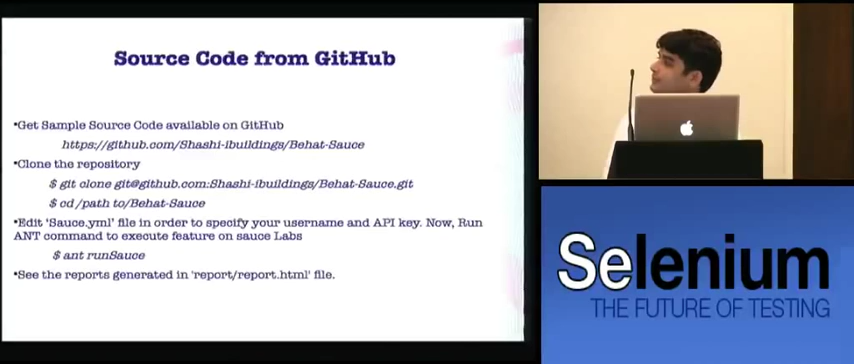 Source Code from GitHub
•Get Sample Source Code available on GitHub
https://github.com/Shashi-ibuildings/Behat-Sauce
•Clone the repository
$ git clone git@github.com:Shashi-ibuildings/Behat-Sauce.git
$ cd /path to/Behat-Sauce
•Edit 'Sauce.yml' file in order to specify your username and API key. Now, Run
ANT command to execute feature on sauce Labs
$ ant runSauce
•See the reports generated in 'report/report.html' file.
Selenium
THE FUTURE OF TESTING